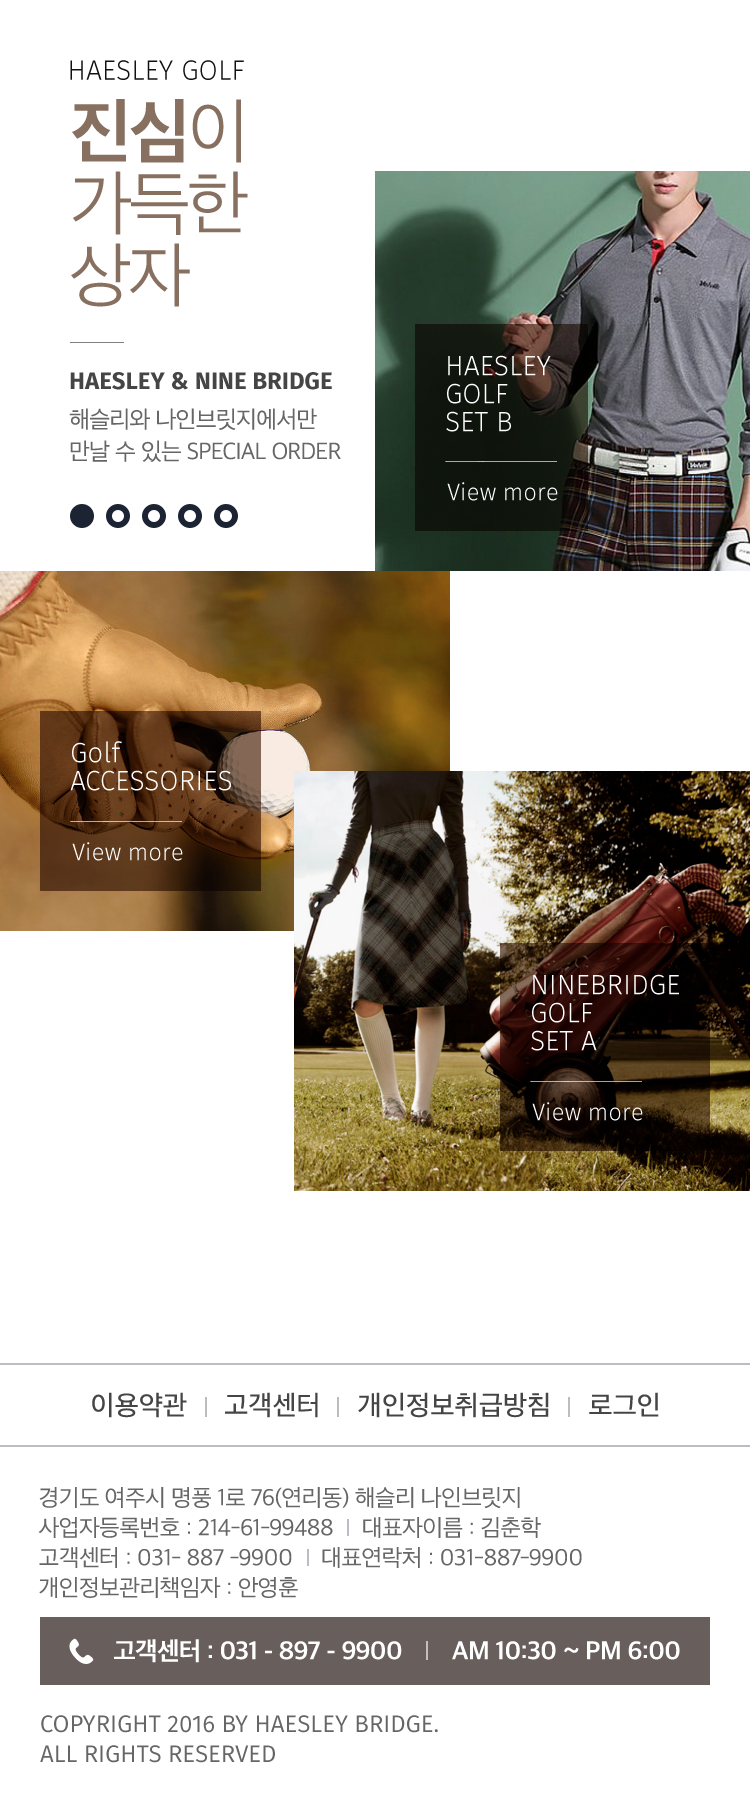 HAESLEY GOLF
진심이
가득한
상자
HAESLEY & NINE BRIDGE
해슬리와 나인브릿지에서만
만날 수 있는 SPECIAL ORDER
HAESLEY
GOLF
SET B
View more
Golf
ACCESSORIES
View more
NINEBRIDGE
GOLF
SET A
View more
이용약관 | 고객센터 | 개인정보취급방침 | 로그인
경기도 여주시 명품 1로 76(연리동) 해슬리 나인브릿지
사업자등록번호 : 214-61-99488 | 대표자이름 : 김춘학
고객센터 : 031- 887 -9900 | 대표연락처 : 031-887-9900
개인정보관리책임자 : 안영훈
고객센터 : 031 - 897 - 9900 | AM 10:30 ~ PM 6:00
COPYRIGHT 2016 BY HAESLEY BRIDGE.
ALL RIGHTS RESERVED